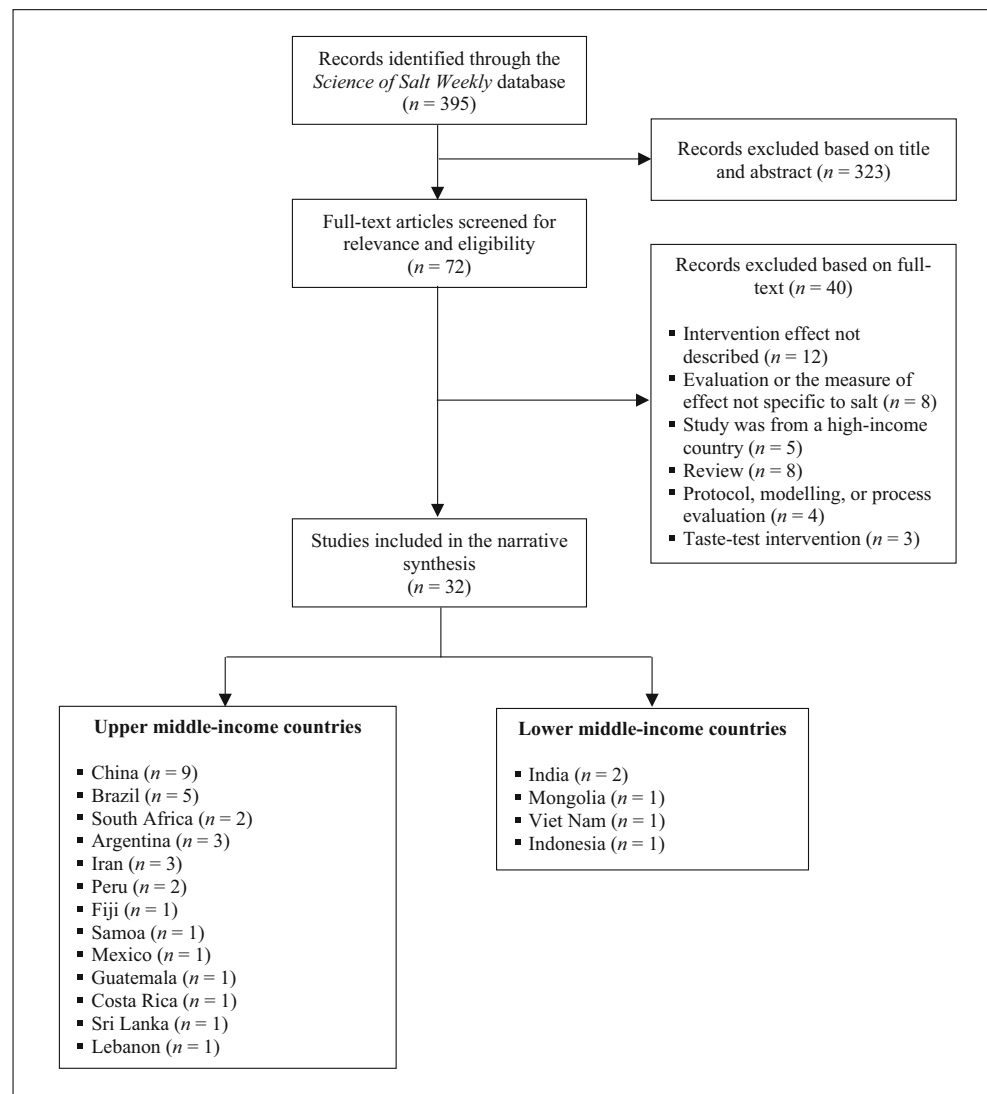 Records identified through the
Science of Salt Weekly database
(n = 395)
Records excluded based on title
and abstract (n = 323)
Full-text articles screened for
relevance and eligibility
(n = 72)
Records excluded based on full-
text (n = 40)
▪ Intervention effect not
described (n = 12)
▪ Evaluation or the measure of
effect not specific to salt (n = 8)
▪ Study was from a high-income
country (n = 5)
▪ Review (n = 8)
▪ Protocol, modelling, or process
evaluation (n = 4)
▪ Taste-test intervention (n = 3)
Studies included in the narrative
synthesis
(n = 32)
Upper middle-income countries
▪ China (n = 9)
▪ Brazil (n = 5)
▪ South Africa (n = 2)
▪ Argentina (n = 3)
▪ Iran (n = 3)
▪ Peru (n = 2)
▪ Fiji (n = 1)
▪ Samoa (n = 1)
▪ Mexico (n = 1)
▪ Guatemala (n = 1)
▪ Costa Rica (n = 1)
▪ Sri Lanka (n = 1)
▪ Lebanon (n = 1)
Lower middle-income countries
▪ India (n = 2)
▪ Mongolia (n = 1)
▪ Viet Nam (n = 1)
▪ Indonesia (n = 1)